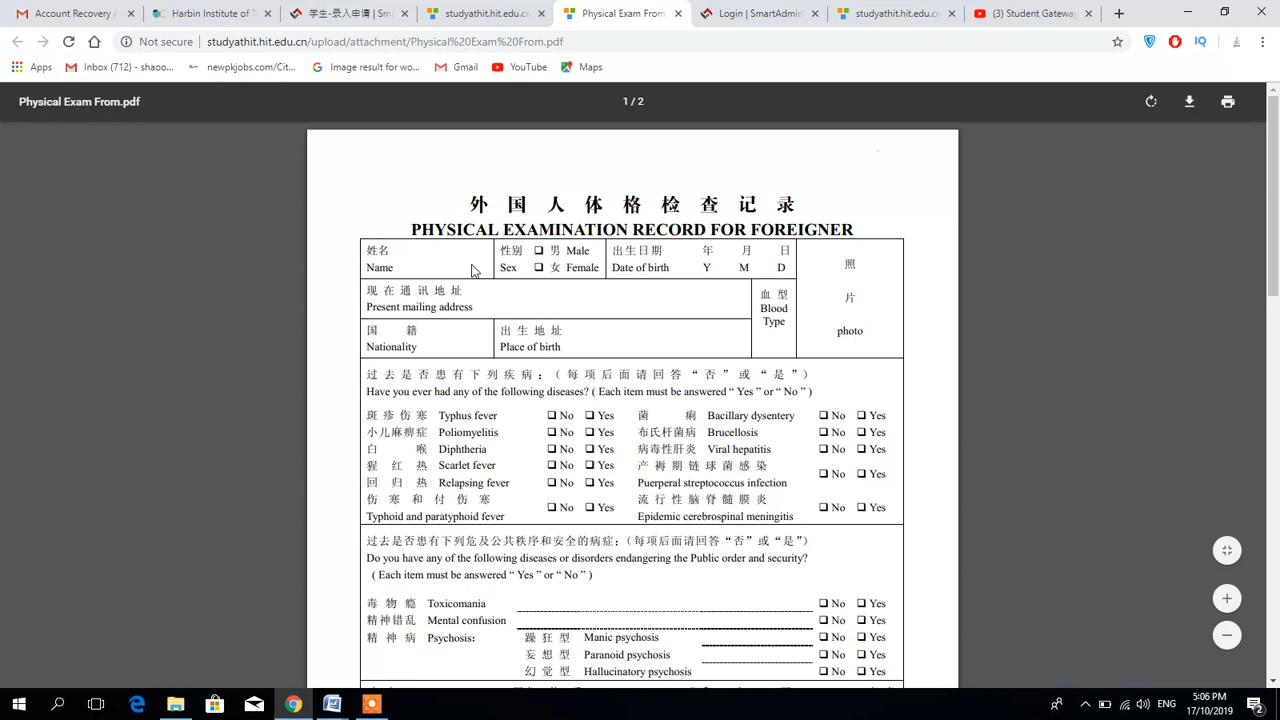 Account Recovery /
Harbin Institute of T
学生-录入申请 | Sma
studyathit.hit.edu.cn/
Physical Exam From.
Login | SmartAdmin
studyathit.hit.edu.cn/
(3) Student Gateway
Not secure | studyathit.hit.edu.cn/upload/attachment/Physical%20Exam%20From.pdf
Apps
Inbox (712) - shaoo...
newpkjobs.com/Cit...
Image result for wo...
Gmail
YouTube
Maps
Physical Exam From.pdf
1 / 2
外国人体格检查记录
PHYSICAL EXAMINATION RECORD FOR FOREIGNER
姓名 性别 男 Male 出生日期 年 月 日
Name Sex 女 Female Date of birth Y M D
照
片
photo
现在通讯地址
Present mailing address
血型
Blood
Type
国籍 出生地址
Nationality Place of birth
过去是否患有下列疾病：（每项后面请回答“否”或“是”）
Have you ever had any of the following diseases? ( Each item must be answered “ Yes ” or “ No ” )
斑疹伤寒 Typhus fever No Yes 菌痢 Bacillary dysentery No Yes
小儿麻痹症 Poliomyelitis No Yes 布氏杆菌病 Brucellosis No Yes
白喉 Diphtheria No Yes 病毒性肝炎 Viral hepatitis No Yes
猩红热 Scarlet fever No Yes 产褥期链球菌感染
回归热 Relapsing fever No Yes Puerperal streptococcus infection No Yes
伤寒和付伤寒 流行性脑脊髓膜炎
Typhoid and paratyphoid fever No Yes Epidemic cerebrospinal meningitis No Yes
过去是否患有下列危及公共秩序和安全的病症：（每项后面请回答“否”或“是”）
Do you have any of the following diseases or disorders endangering the Public order and security?
( Each item must be answered “ Yes ” or “ No ” )
毒物瘾 Toxicomania No Yes
精神错乱 Mental confusion No Yes
精神病 Psychosis: 躁狂型 Manic psychosis No Yes
妄想型 Paranoid psychosis No Yes
幻觉型 Hallucinatory psychosis No Yes
ENG
5:06 PM
17/10/2019
2